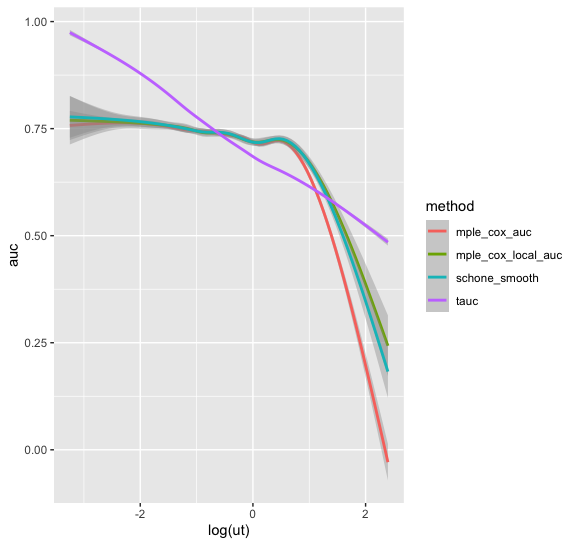 1.00
0.75
0.50
0.25
0.00
auc
-2
0
2
log(ut)
method
mple_cox_auc
mple_cox_local_auc
schone_smooth
tauc